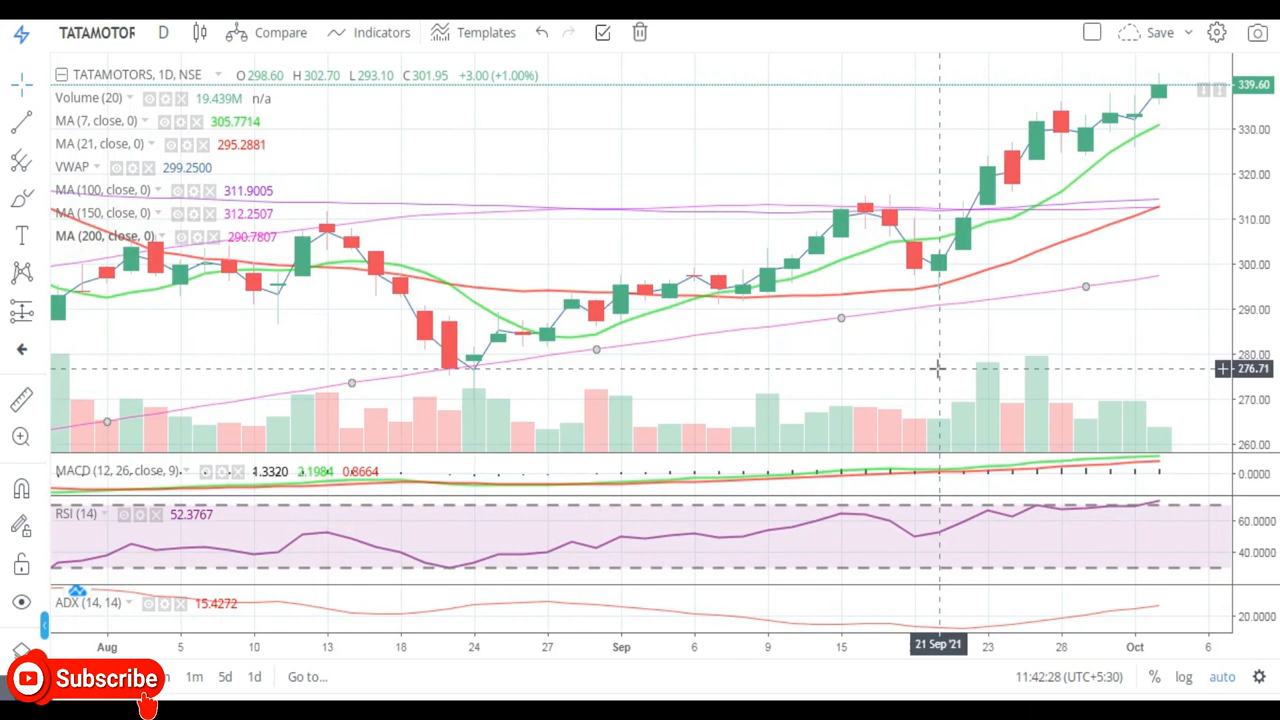 TATAMOTOR D Compare Indicators Templates Save
TATAMOTORS, 1D, NSE O298.60 H302.70 L293.10 C301.95 +3.00 (+1.00%)
339.60
Volume (20) 19.439M n/a
MA (7, close, 0) 305.7714
330.00
MA (21, close, 0) 295.2881
VWAP 299.2500
320.00
MA (100, close, 0) 311.9005
MA (150, close, 0) 312.2507
310.00
MA (200, close, 0) 290.7807
300.00
290.00
280.00
276.71
270.00
260.00
MACD (12, 26, close, 9) 1.3320 2.1984 0.8664
0.0000
RSI (14) 52.3767
60.0000
40.0000
ADX (14, 14) 15.4272
20.0000
Aug 5 10 13 18 24 27 Sep 6 9 15 21 Sep '21 23 28 Oct 6
Subscribe 1m 5d 1d Go to... 11:42:28 (UTC+5:30) % log auto